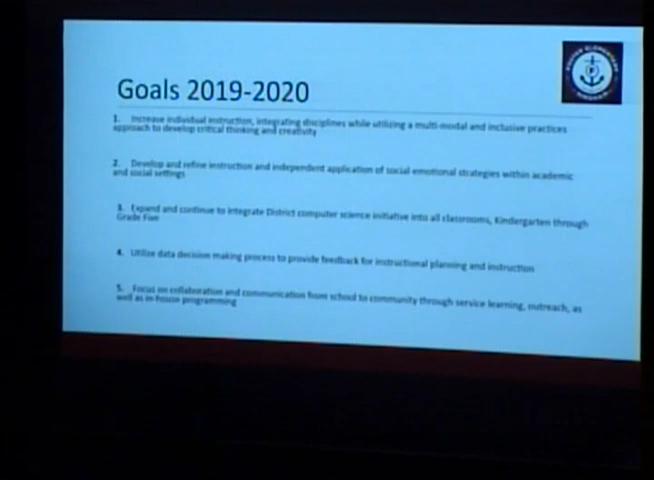 Goals 2019-2020
1. Increase individual instruction, integrating disciplines while utilizing a multi-modal and inclusive practices
approach to develop critical thinking and creativity
2. Develop and refine instruction and independent application of social emotional strategies within academic
and social settings
3. Expand and continue to integrate District computer science initiative into all classrooms, Kindergarten through
Grade Five
4. Utilize data decision making process to provide feedback for instructional planning and instruction
5. Focus on collaboration and communication from school to community through service learning, outreach, as
well as in-house programming
ELEMENTARY